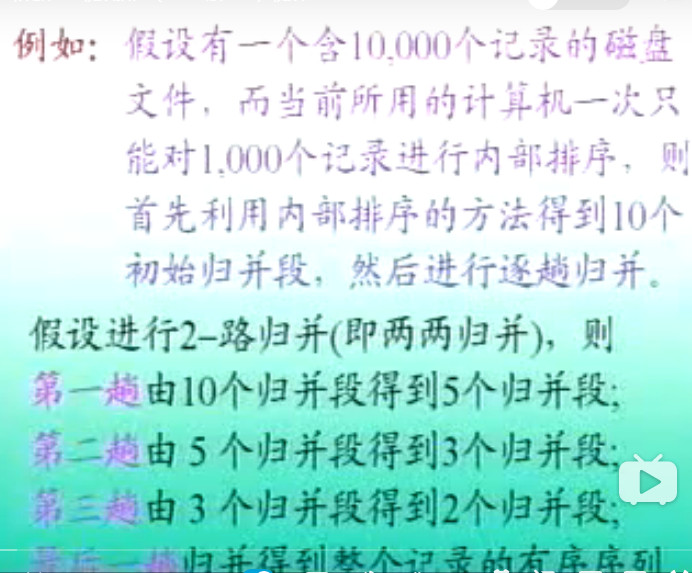 例如：假设有一个含10,000个记录的磁盘
文件，而当前所用的计算机一次只
能对1,000个记录进行内部排序，则
首先利用内部排序的方法得到10个
初始归并段，然后进行逐趟归并。
假设进行2-路归并(即两两归并)，则
第一趟由10个归并段得到5个归并段;
第二趟由 5 个归并段得到3个归并段;
第三趟由 3 个归并段得到2个归并段;
最后一趟归并得到整个记录的有序序列